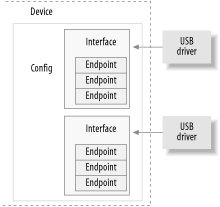 Device
Interface
USB
driver
Config
Endpoint
Endpoint
Endpoint
Interface
USB
driver
Endpoint
Endpoint
Endpoint